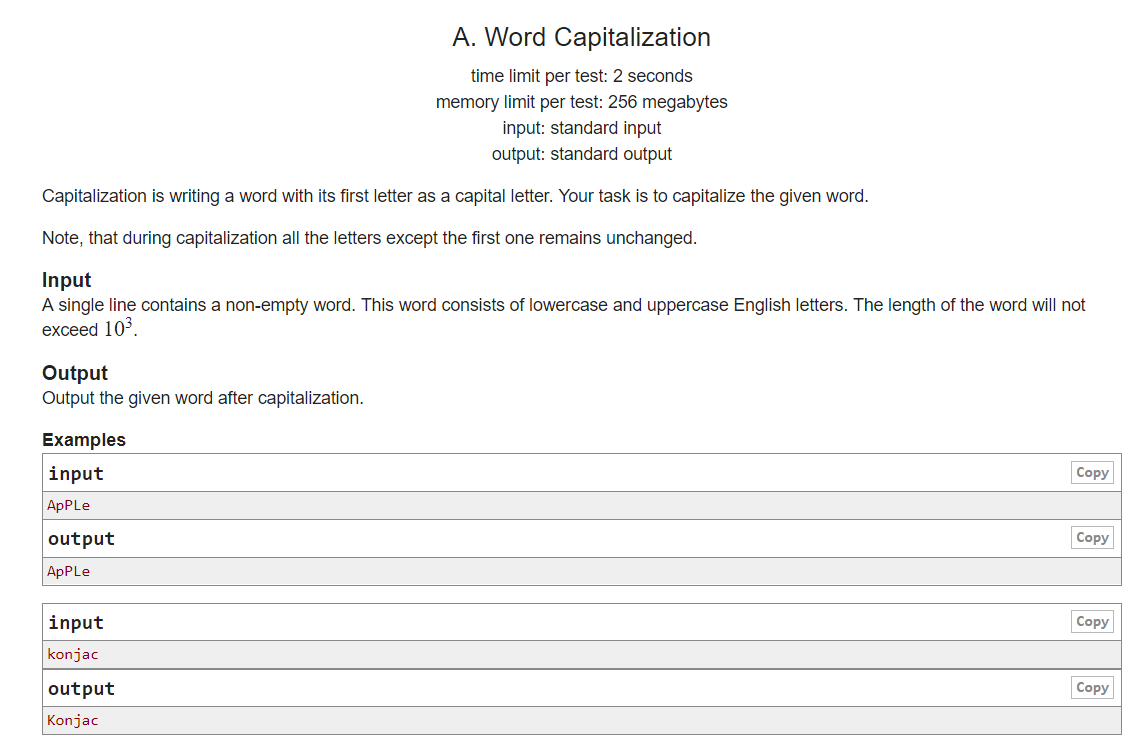 A. Word Capitalization
time limit per test: 2 seconds
memory limit per test: 256 megabytes
input: standard input
output: standard output
Capitalization is writing a word with its first letter as a capital letter. Your task is to capitalize the given word.
Note, that during capitalization all the letters except the first one remains unchanged.
Input
A single line contains a non-empty word. This word consists of lowercase and uppercase English letters. The length of the word will not
exceed 10³.
Output
Output the given word after capitalization.
Examples
input Copy
ApPLe
output Copy
ApPLe
input Copy
konjac
output Copy
Konjac